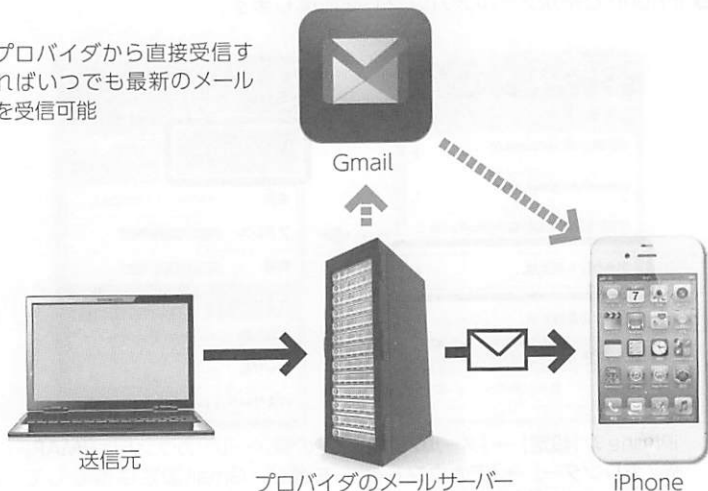 プロバイダから直接受信す
ればいつでも最新のメール
を受信可能
Gmail
送信元
プロバイダのメールサーバー
iPhone